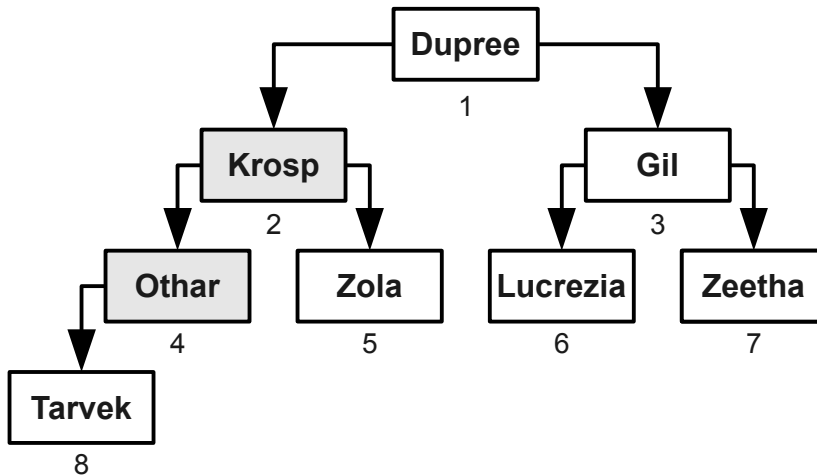 Dupree
1
Krosp
Gil
2
3
Othar
Zola
Lucrezia
Zeetha
4
5
6
7
Tarvek
8